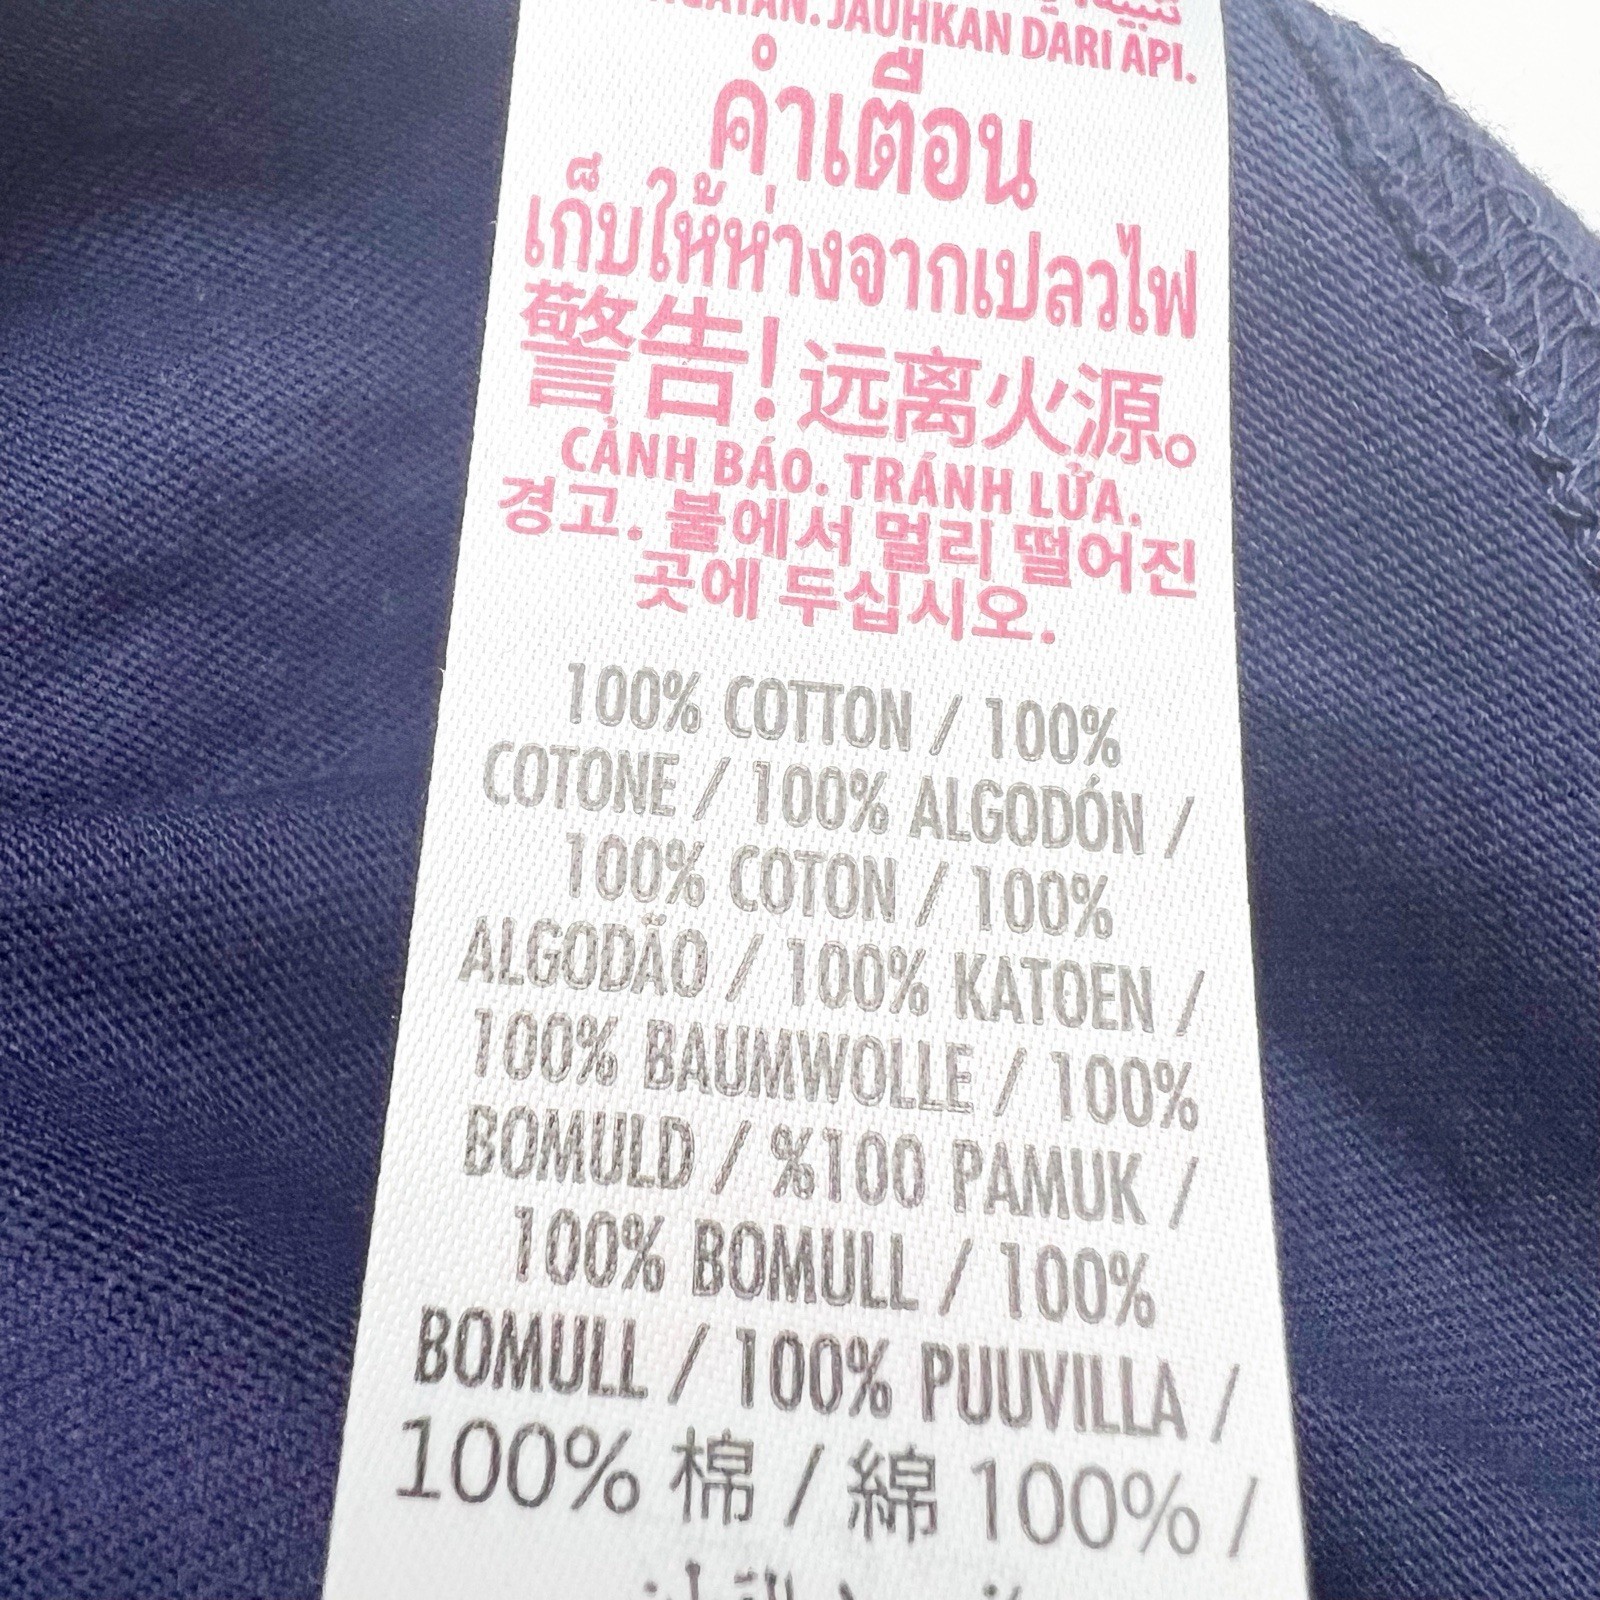 JAUHKAN DARI API.
คำเตือน
เก็บให้ห่างจากเปลวไฟ
警告! 远离火源。
CẢNH BÁO. TRÁNH LỬA.
경고. 불에서 멀리 떨어진
곳에 두십시오.
100% COTTON / 100%
COTONE / 100% ALGODÓN /
100% COTON / 100%
ALGODÃO / 100% KATOEN /
100% BAUMWOLLE / 100%
BOMULD / %100 PAMUK /
100% BOMULL / 100%
BOMULL / 100% PUUVILLA /
100% 棉 / 綿 100% /